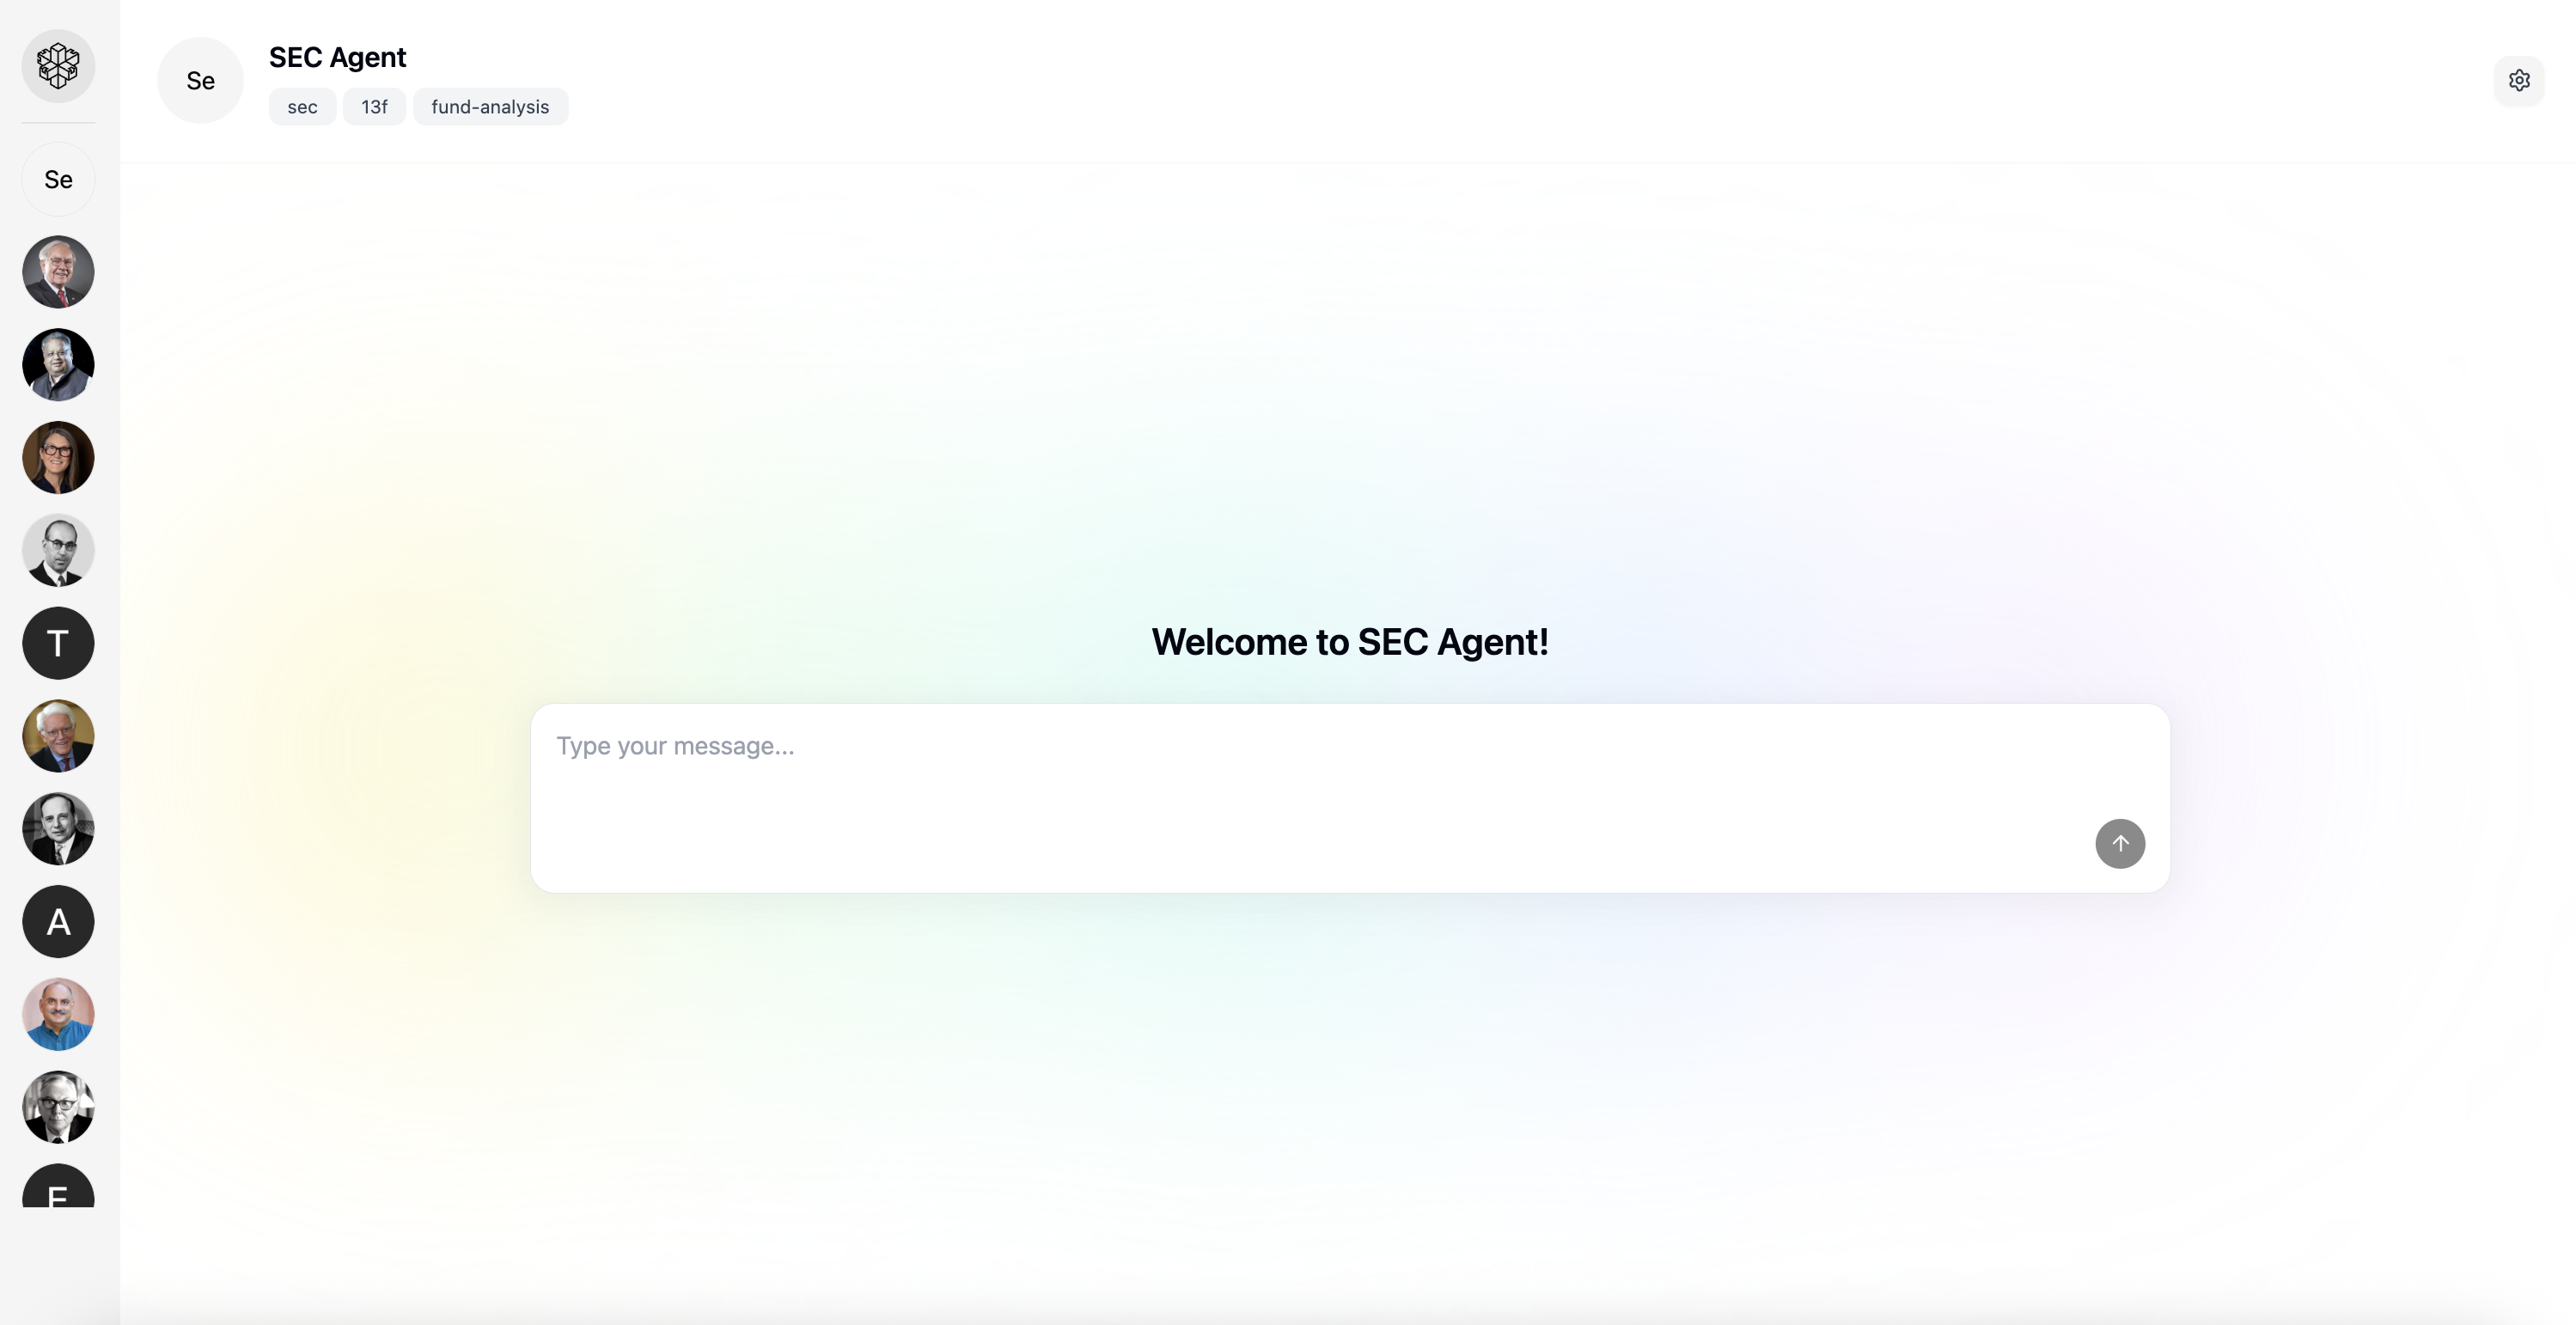 Se
SEC Agent
sec 13f fund-analysis
Se
T
A
Welcome to SEC Agent!
Type your message...